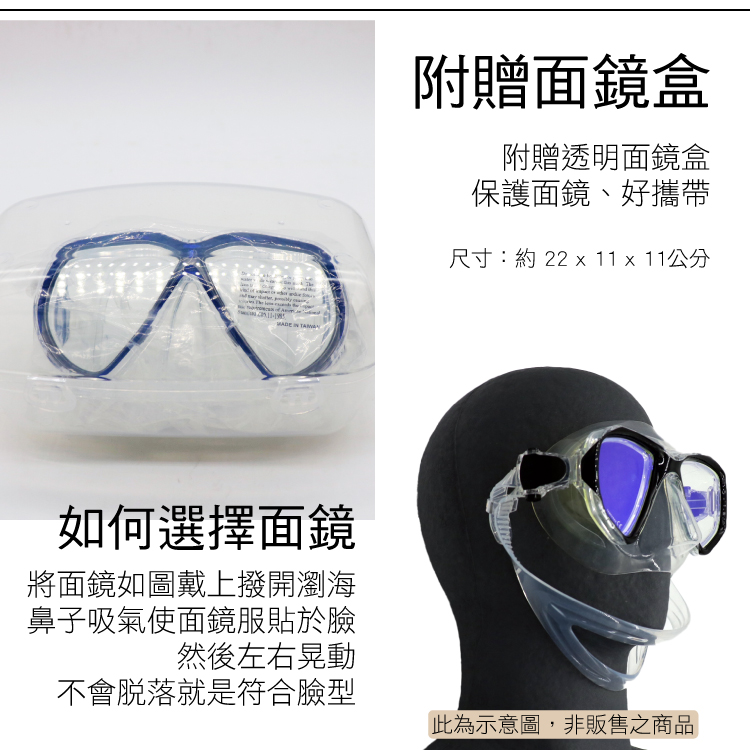 附贈面鏡盒
附贈透明面鏡盒
保護面鏡、好攜帶
尺寸：約 22 x 11 x 11公分
MADE IN TAIWAN
如何選擇面鏡
將面鏡如圖戴上撥開瀏海
鼻子吸氣使面鏡服貼於臉
然後左右晃動
不會脱落就是符合臉型
此為示意圖，非販售之商品